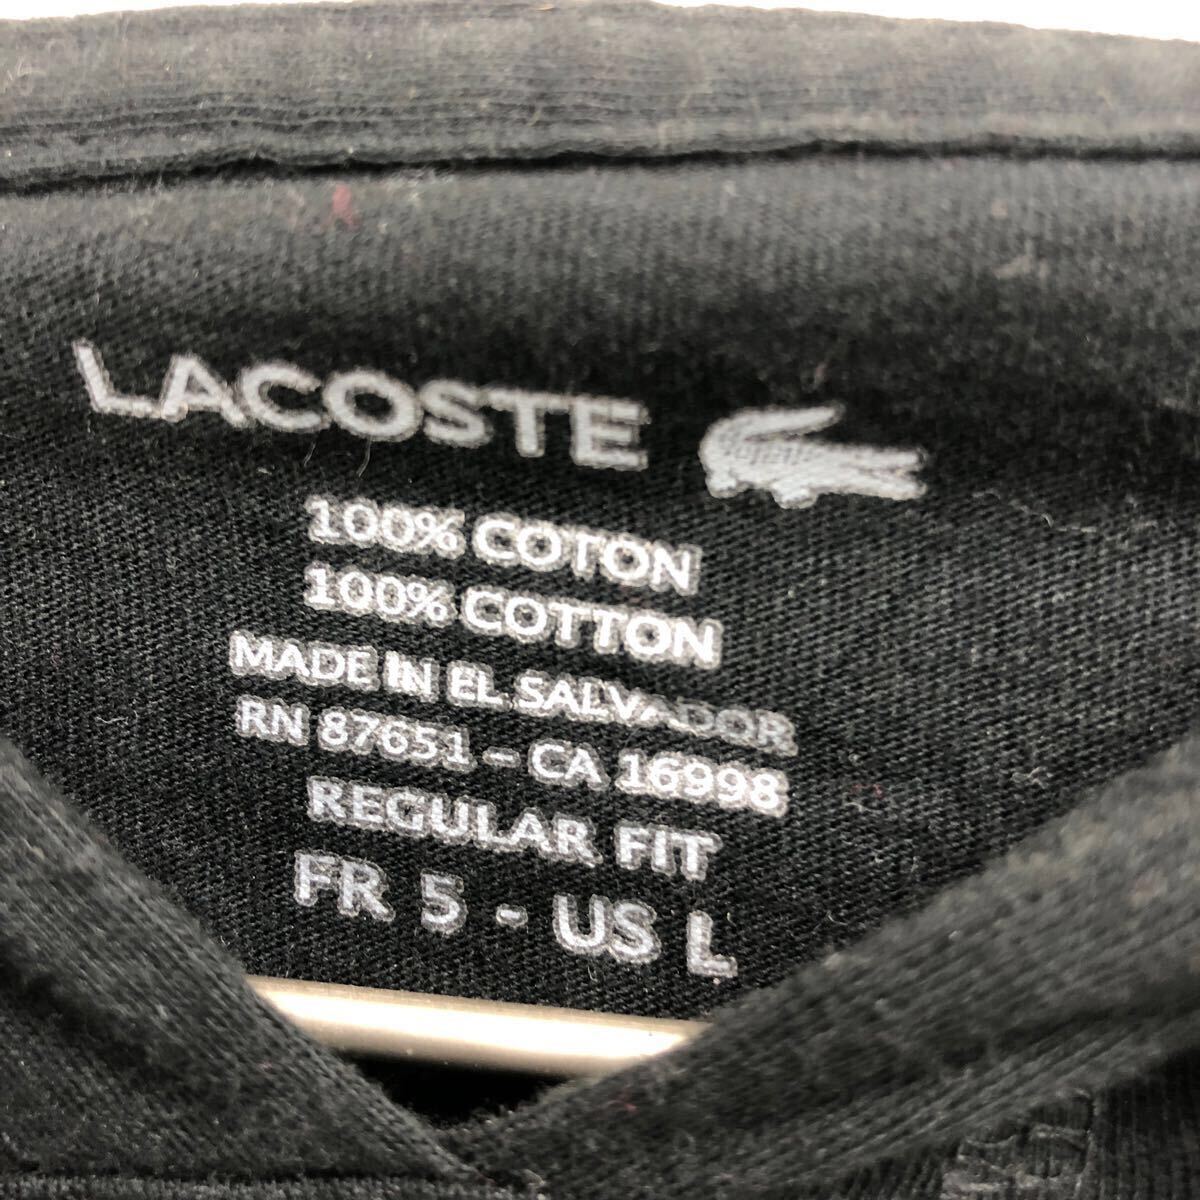 LACOSTE
100% COTON
100% COTTON
MADE IN EL SALVADOR
RN 87651 - CA 16998
REGULAR FIT
FR 5 - US L